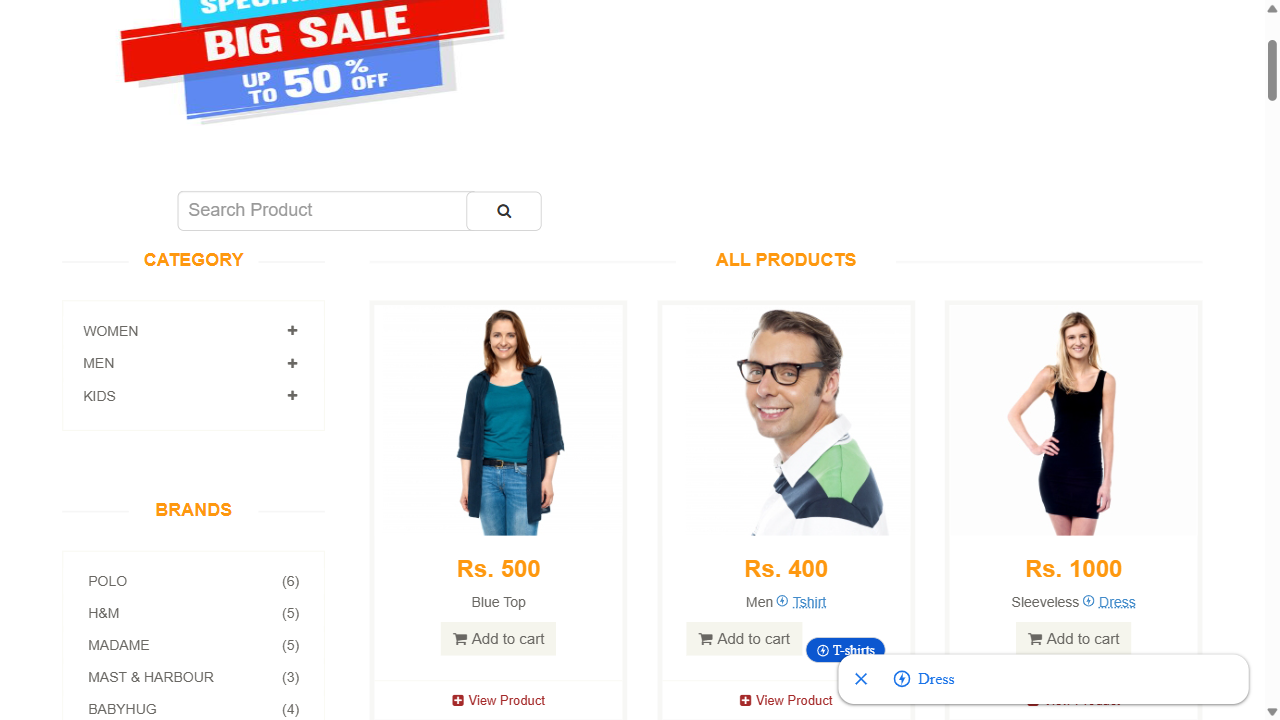 BIG SALE
UP TO 50% OFF
Search Product
CATEGORY
ALL PRODUCTS
WOMEN
MEN
KIDS
BRANDS
POLO (6)
H&M (5)
MADAME (5)
MAST & HARBOUR (3)
BABYHUG (4)
Rs. 500
Blue Top
Add to cart
View Product
Rs. 400
Men Tshirt
Add to cart
T-shirts
View Product
Rs. 1000
Sleeveless Dress
Add to cart
Dress